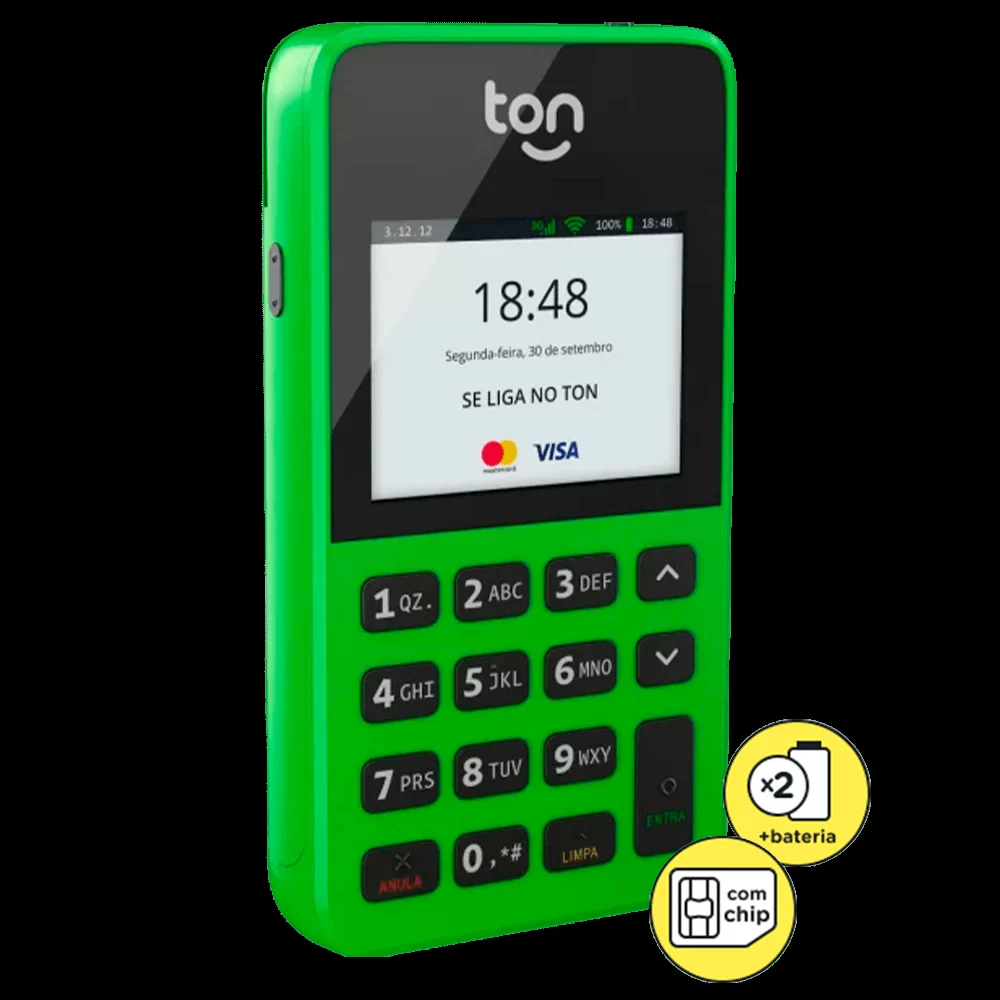 ton
3.12.12 3G 100% 18:48
18:48
Segunda-feira, 30 de setembro
SE LIGA NO TON
mastercard VISA
1 QZ. 2 ABC 3 DEF
4 GHI 5 JKL 6 MNO
7 PRS 8 TUV 9 WXY
ENTRA
ANULA 0,*# LIMPA
x2
+bateria
com
chip